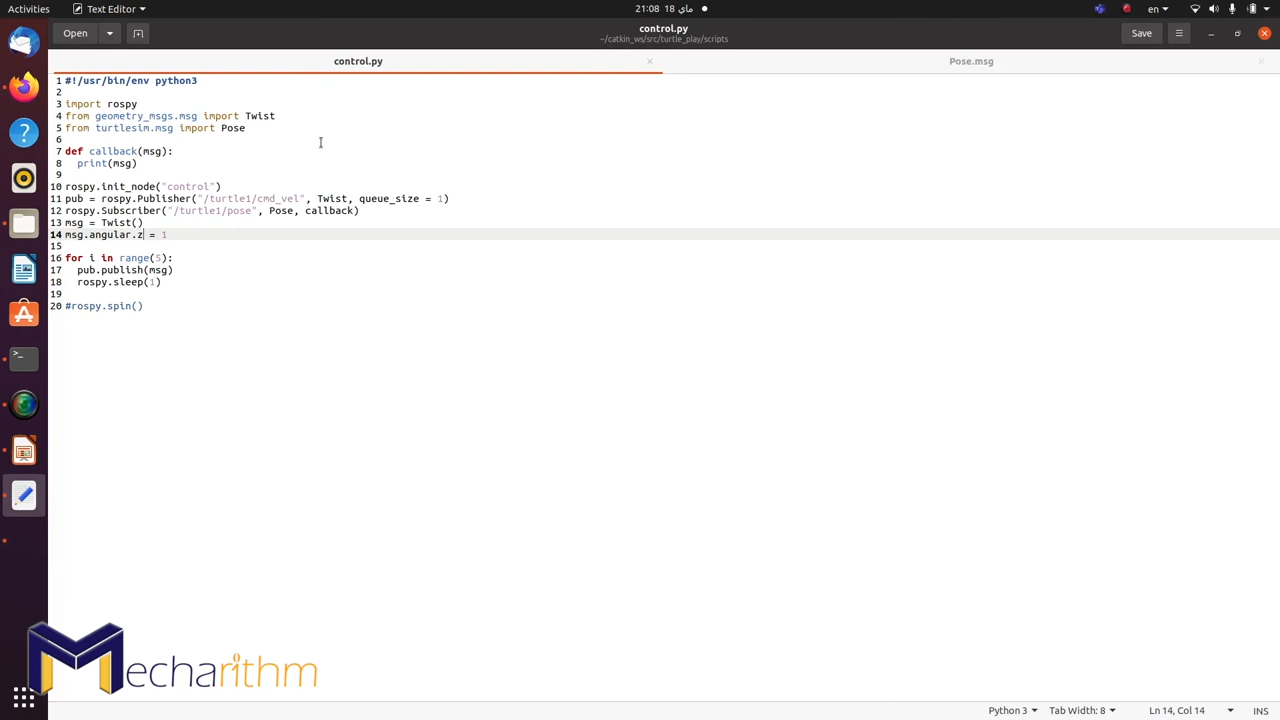 Activities
Text Editor
21:08 18 ماي
en
Open
control.py
~/catkin_ws/src/turtle_play/scripts
Save
control.py
Pose.msg
1 #!/usr/bin/env python3
2
3 import rospy
4 from geometry_msgs.msg import Twist
5 from turtlesim.msg import Pose
6
7 def callback(msg):
8   print(msg)
9
10 rospy.init_node("control")
11 pub = rospy.Publisher("/turtle1/cmd_vel", Twist, queue_size = 1)
12 rospy.Subscriber("/turtle1/pose", Pose, callback)
13 msg = Twist()
14 msg.angular.z = 1
15
16 for i in range(5):
17   pub.publish(msg)
18   rospy.sleep(1)
19
20 #rospy.spin()
Mecharithm
Python 3
Tab Width: 8
Ln 14, Col 14
INS